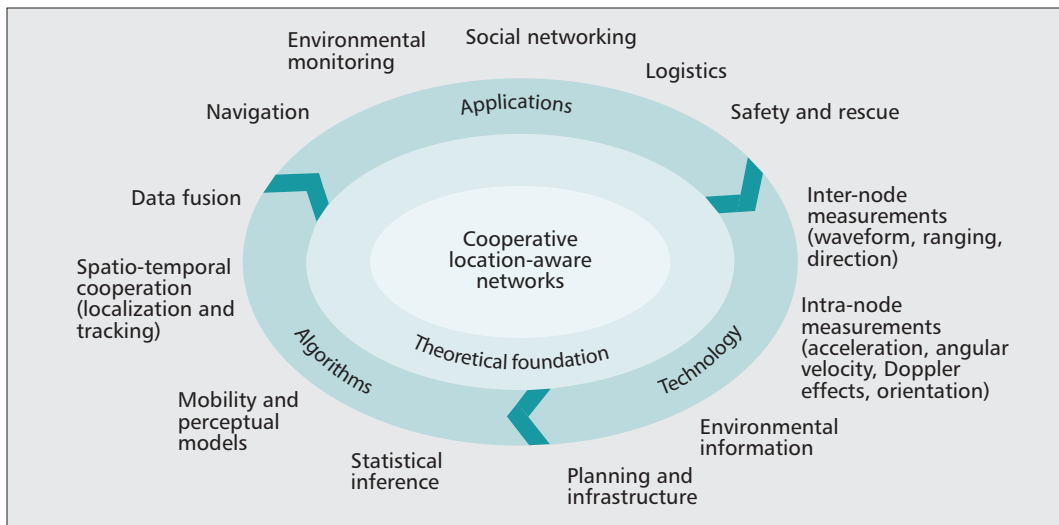 Environmental
monitoring
Social networking
Logistics
Navigation
Applications
Safety and rescue
Data fusion
Inter-node
measurements
(waveform, ranging,
direction)
Cooperative
location-aware
networks
Spatio-temporal
cooperation
(localization and
tracking)
Intra-node
measurements
(acceleration, angular
velocity, Doppler
effects, orientation)
Algorithms
Theoretical foundation
Technology
Mobility and
perceptual
models
Environmental
information
Statistical
inference
Planning and
infrastructure